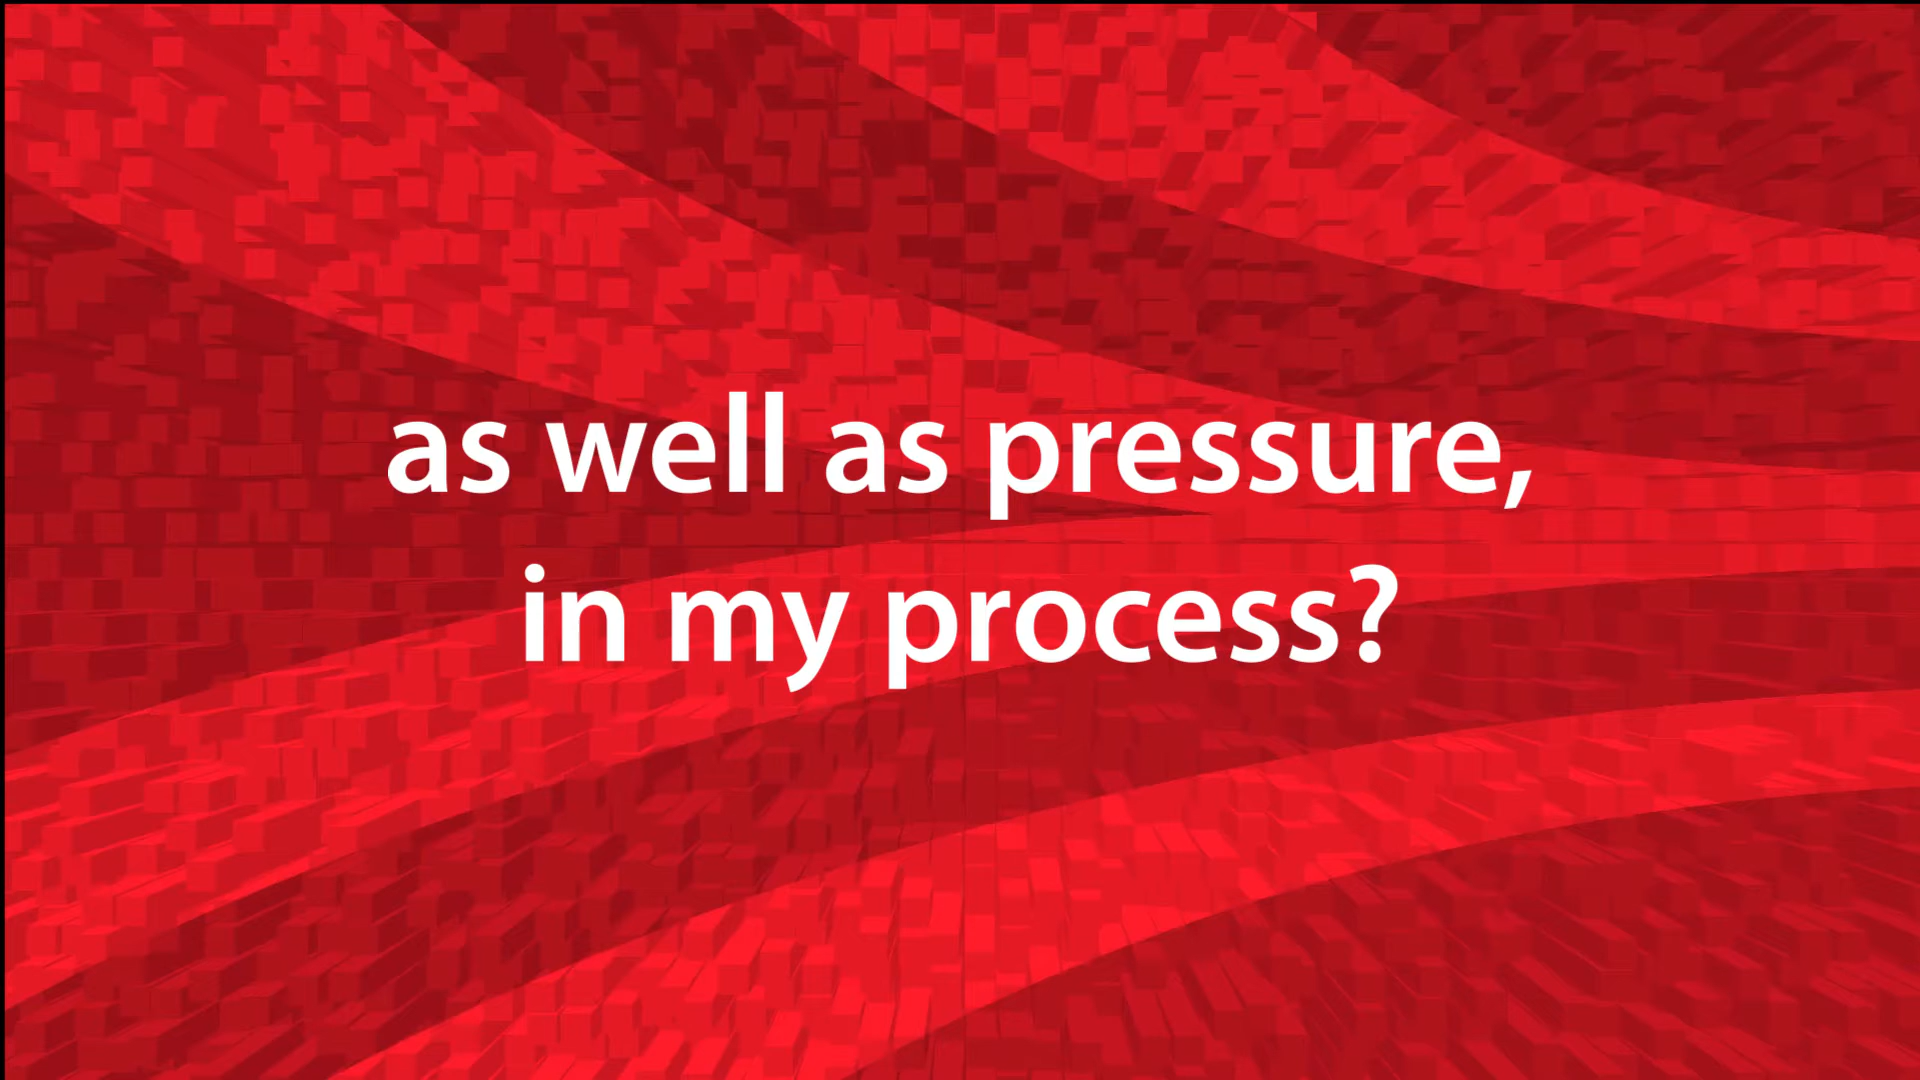 as well as pressure,
in my process?